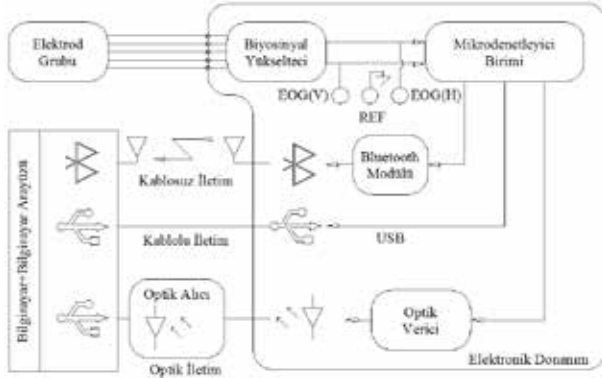 Elektrod
Grubu
Biyosinyal
Yükselteci
Mikrodenetleyici
Birimi
EOG(V)
REF
EOG(H)
Kablosuz İletim
Bluetooth
Modülü
Kablolu İletim
USB
Optik Alıcı
Optik İletim
Optik
Verici
Elektronik Donanım
Bilgisayar+Bilgisayar Arayüzü